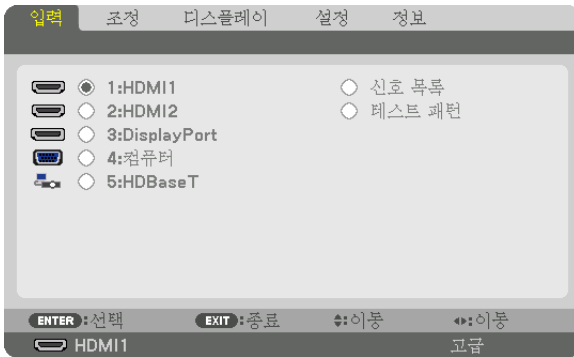 입력 조정 디스플레이 설정 정보
1:HDMI1 신호 목록
2:HDMI2 테스트 패턴
3:DisplayPort
4:컴퓨터
5:HDBaseT
ENTER:선택 EXIT:종료 :이동 :이동
HDMI1 고급